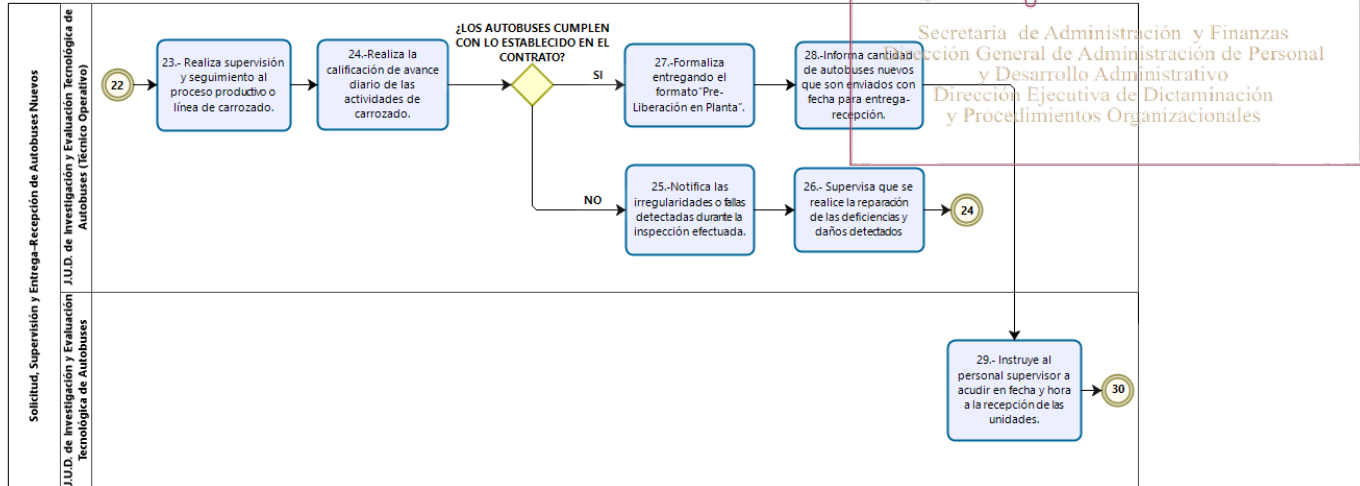 Solicitud, Supervisión y Entrega–Recepción de Autobuses Nuevos
J.U.D. de Investigación y Evaluación Tecnológica de
Autobuses (Técnico Operativo)
22
23.- Realiza supervisión
y seguimiento al
proceso productivo o
línea de carrozado.
24.-Realiza la
calificación de avance
diario de las
actividades de
carrozado.
¿LOS AUTOBUSES CUMPLEN
CON LO ESTABLECIDO EN EL
CONTRATO?
SI
27.-Formaliza
entregando el
formato"Pre-
Liberación en Planta".
28.-Informa cantidad
de autobuses nuevos
que son enviados con
fecha para entrega-
recepción.
Secretaría de Administración y Finanzas
Dirección General de Administración de Personal
y Desarrollo Administrativo
Dirección Ejecutiva de Dictaminación
y Procedimientos Organizacionales
NO
25.-Notifica las
irregularidades o fallas
detectadas durante la
inspección efectuada.
26.- Supervisa que se
realice la reparación
de las deficiencias y
daños detectados
24
J.U.D. de Investigación y Evaluación
Tecnológica de Autobuses
29.- Instruye al
personal supervisor a
acudir en fecha y hora
a la recepción de las
unidades.
30